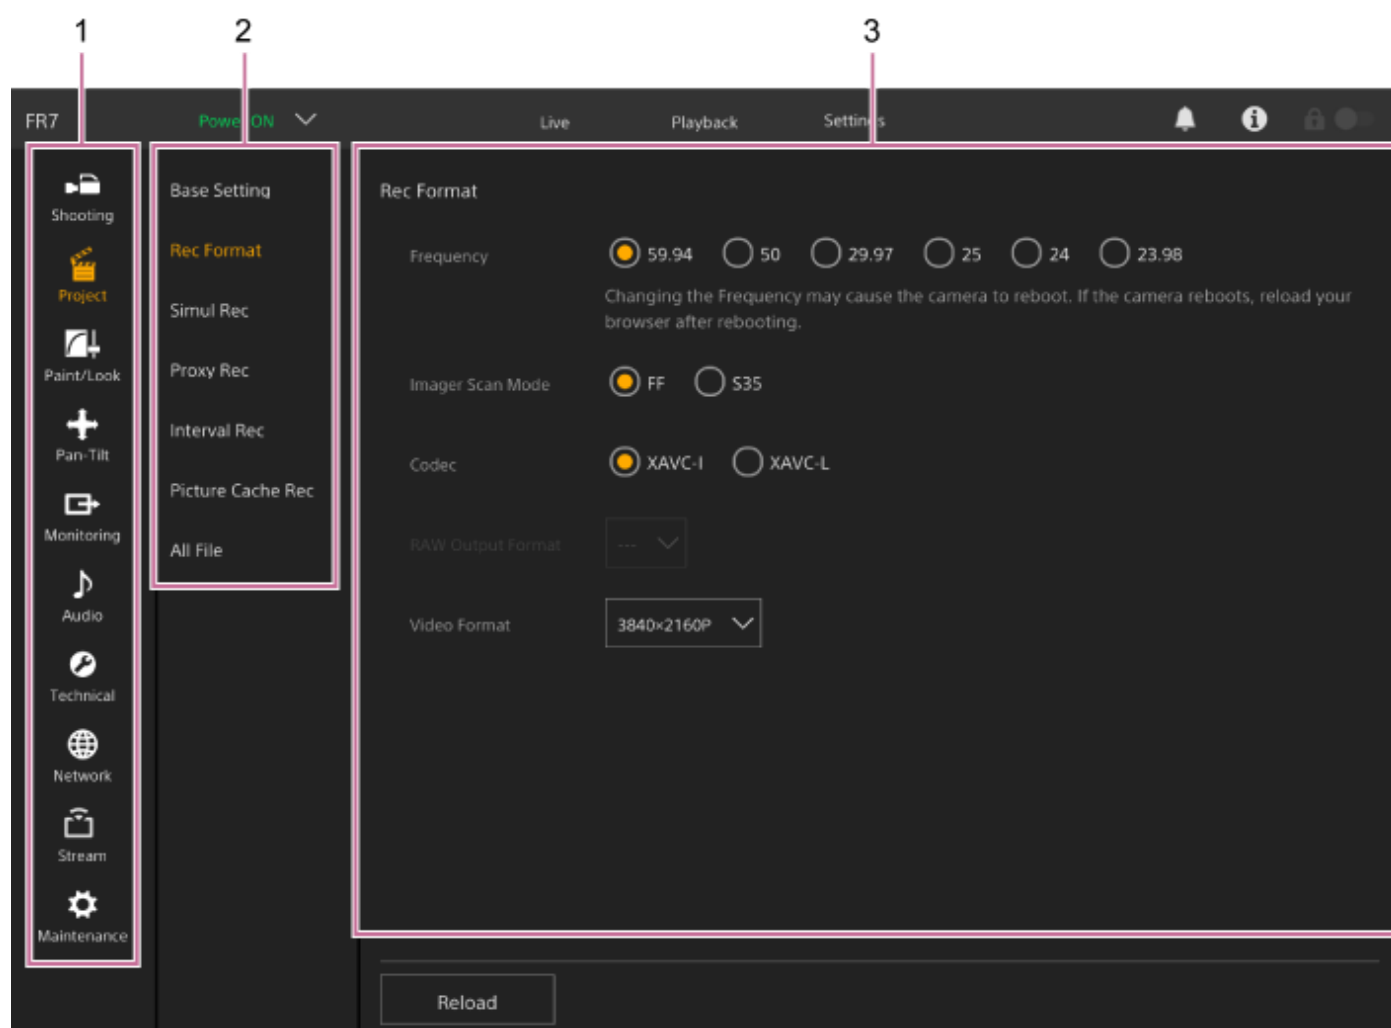 1 2 3
FR7 Power ON Live Playback Settings
Shooting
Project
Paint/Look
Pan-Tilt
Monitoring
Audio
Technical
Network
Stream
Maintenance
Base Setting
Rec Format
Simul Rec
Proxy Rec
Interval Rec
Picture Cache Rec
All File
Rec Format
Frequency 59.94 50 29.97 25 24 23.98
Changing the Frequency may cause the camera to reboot. If the camera reboots, reload your
browser after rebooting.
Imager Scan Mode FF S35
Codec XAVC-I XAVC-L
RAW Output Format ---
Video Format 3840×2160P
Reload